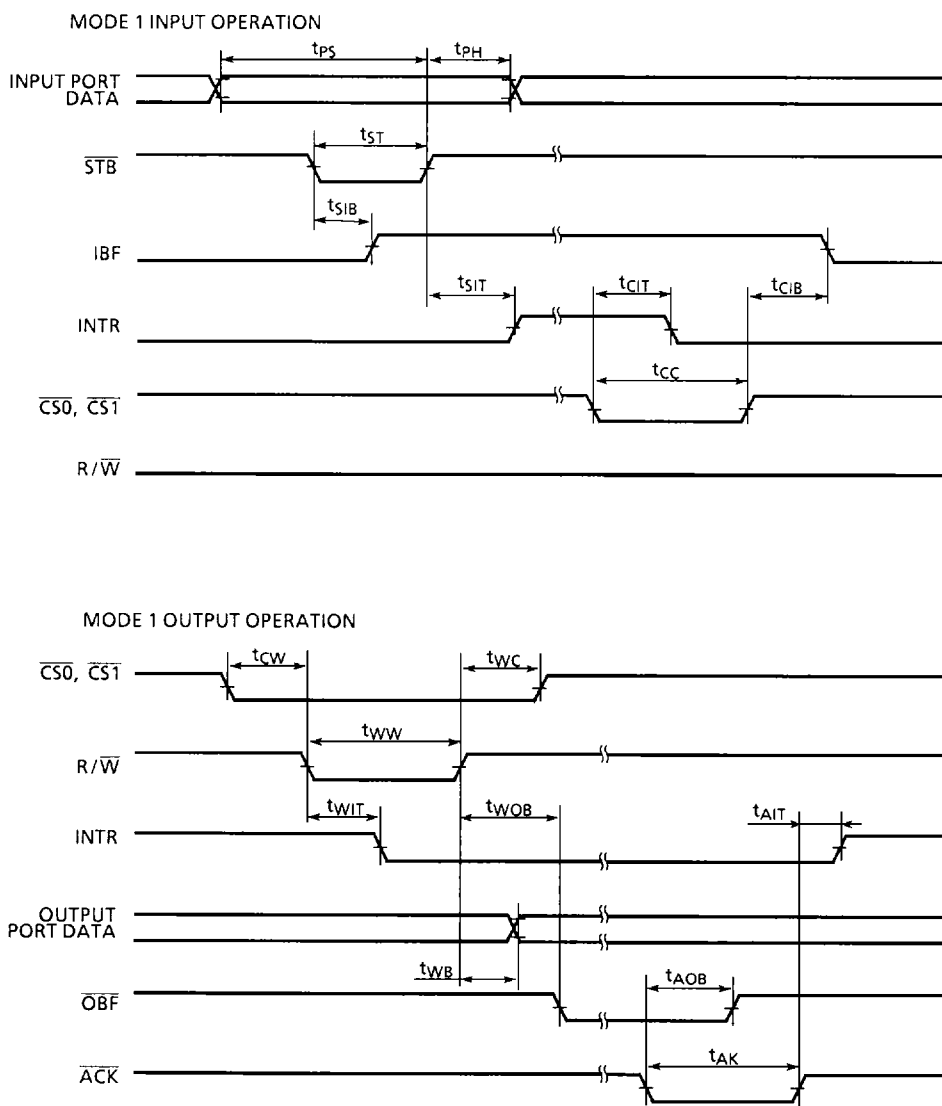 MODE 1 INPUT OPERATION
tPS
tPH
INPUT PORT
DATA
tST
STB
tSIB
IBF
tSIT
tCIT
tCIB
INTR
tCC
CS0, CS1
R/W
MODE 1 OUTPUT OPERATION
tCW
tWC
CS0, CS1
tWW
R/W
tWIT
tWOB
tAIT
INTR
OUTPUT
PORT DATA
tWB
tAOB
OBF
tAK
ACK